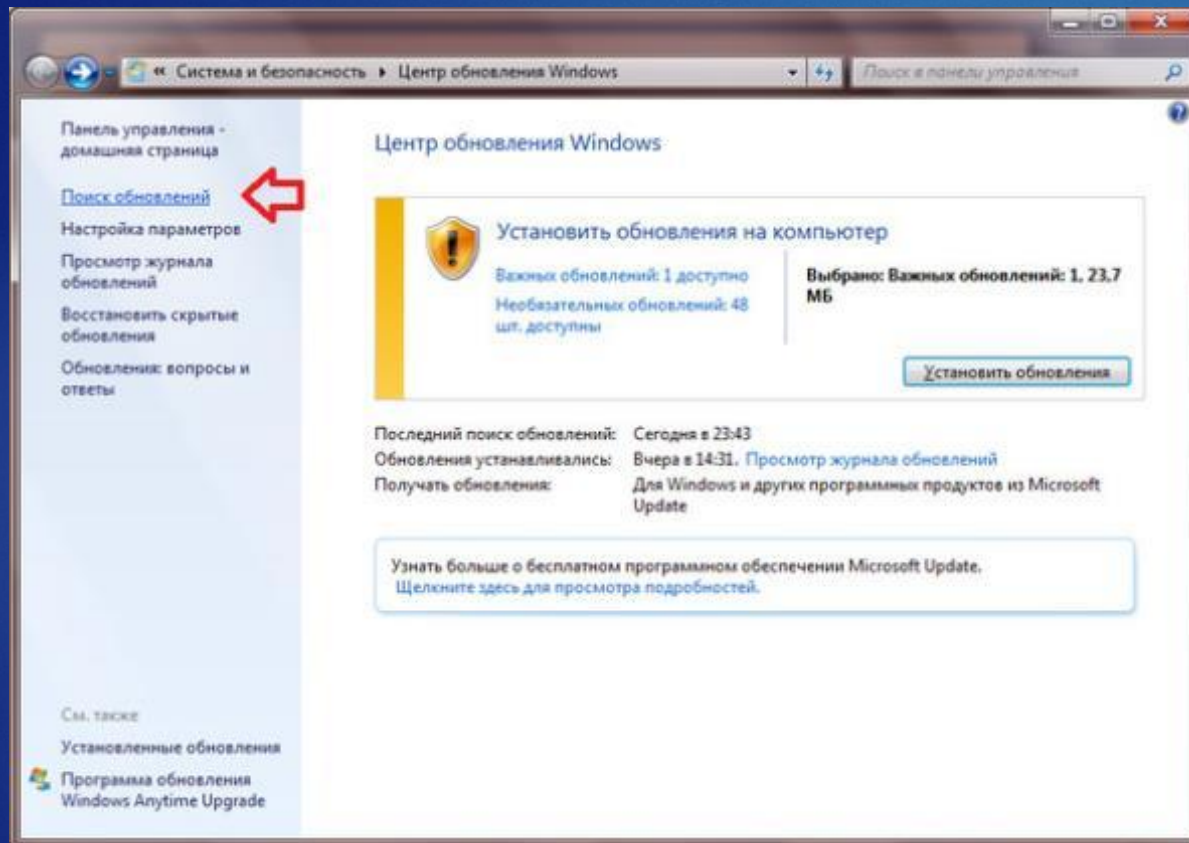 « Система и безопасность ▸ Центр обновления Windows
Поиск в панели управления
Панель управления -
домашняя страница
Поиск обновлений
Настройка параметров
Просмотр журнала
обновлений
Восстановить скрытые
обновления
Обновления: вопросы и
ответы
Центр обновления Windows
Установить обновления на компьютер
Важных обновлений: 1 доступно
Необязательных обновлений: 48
шт. доступны
Выбрано: Важных обновлений: 1, 23,7
МБ
Установить обновления
Последний поиск обновлений: Сегодня в 23:43
Обновления устанавливались: Вчера в 14:31. Просмотр журнала обновлений
Получать обновления: Для Windows и других программных продуктов из Microsoft
Update
Узнать больше о бесплатном программном обеспечении Microsoft Update.
Щелкните здесь для просмотра подробностей.
См. также
Установленные обновления
Программа обновления
Windows Anytime Upgrade